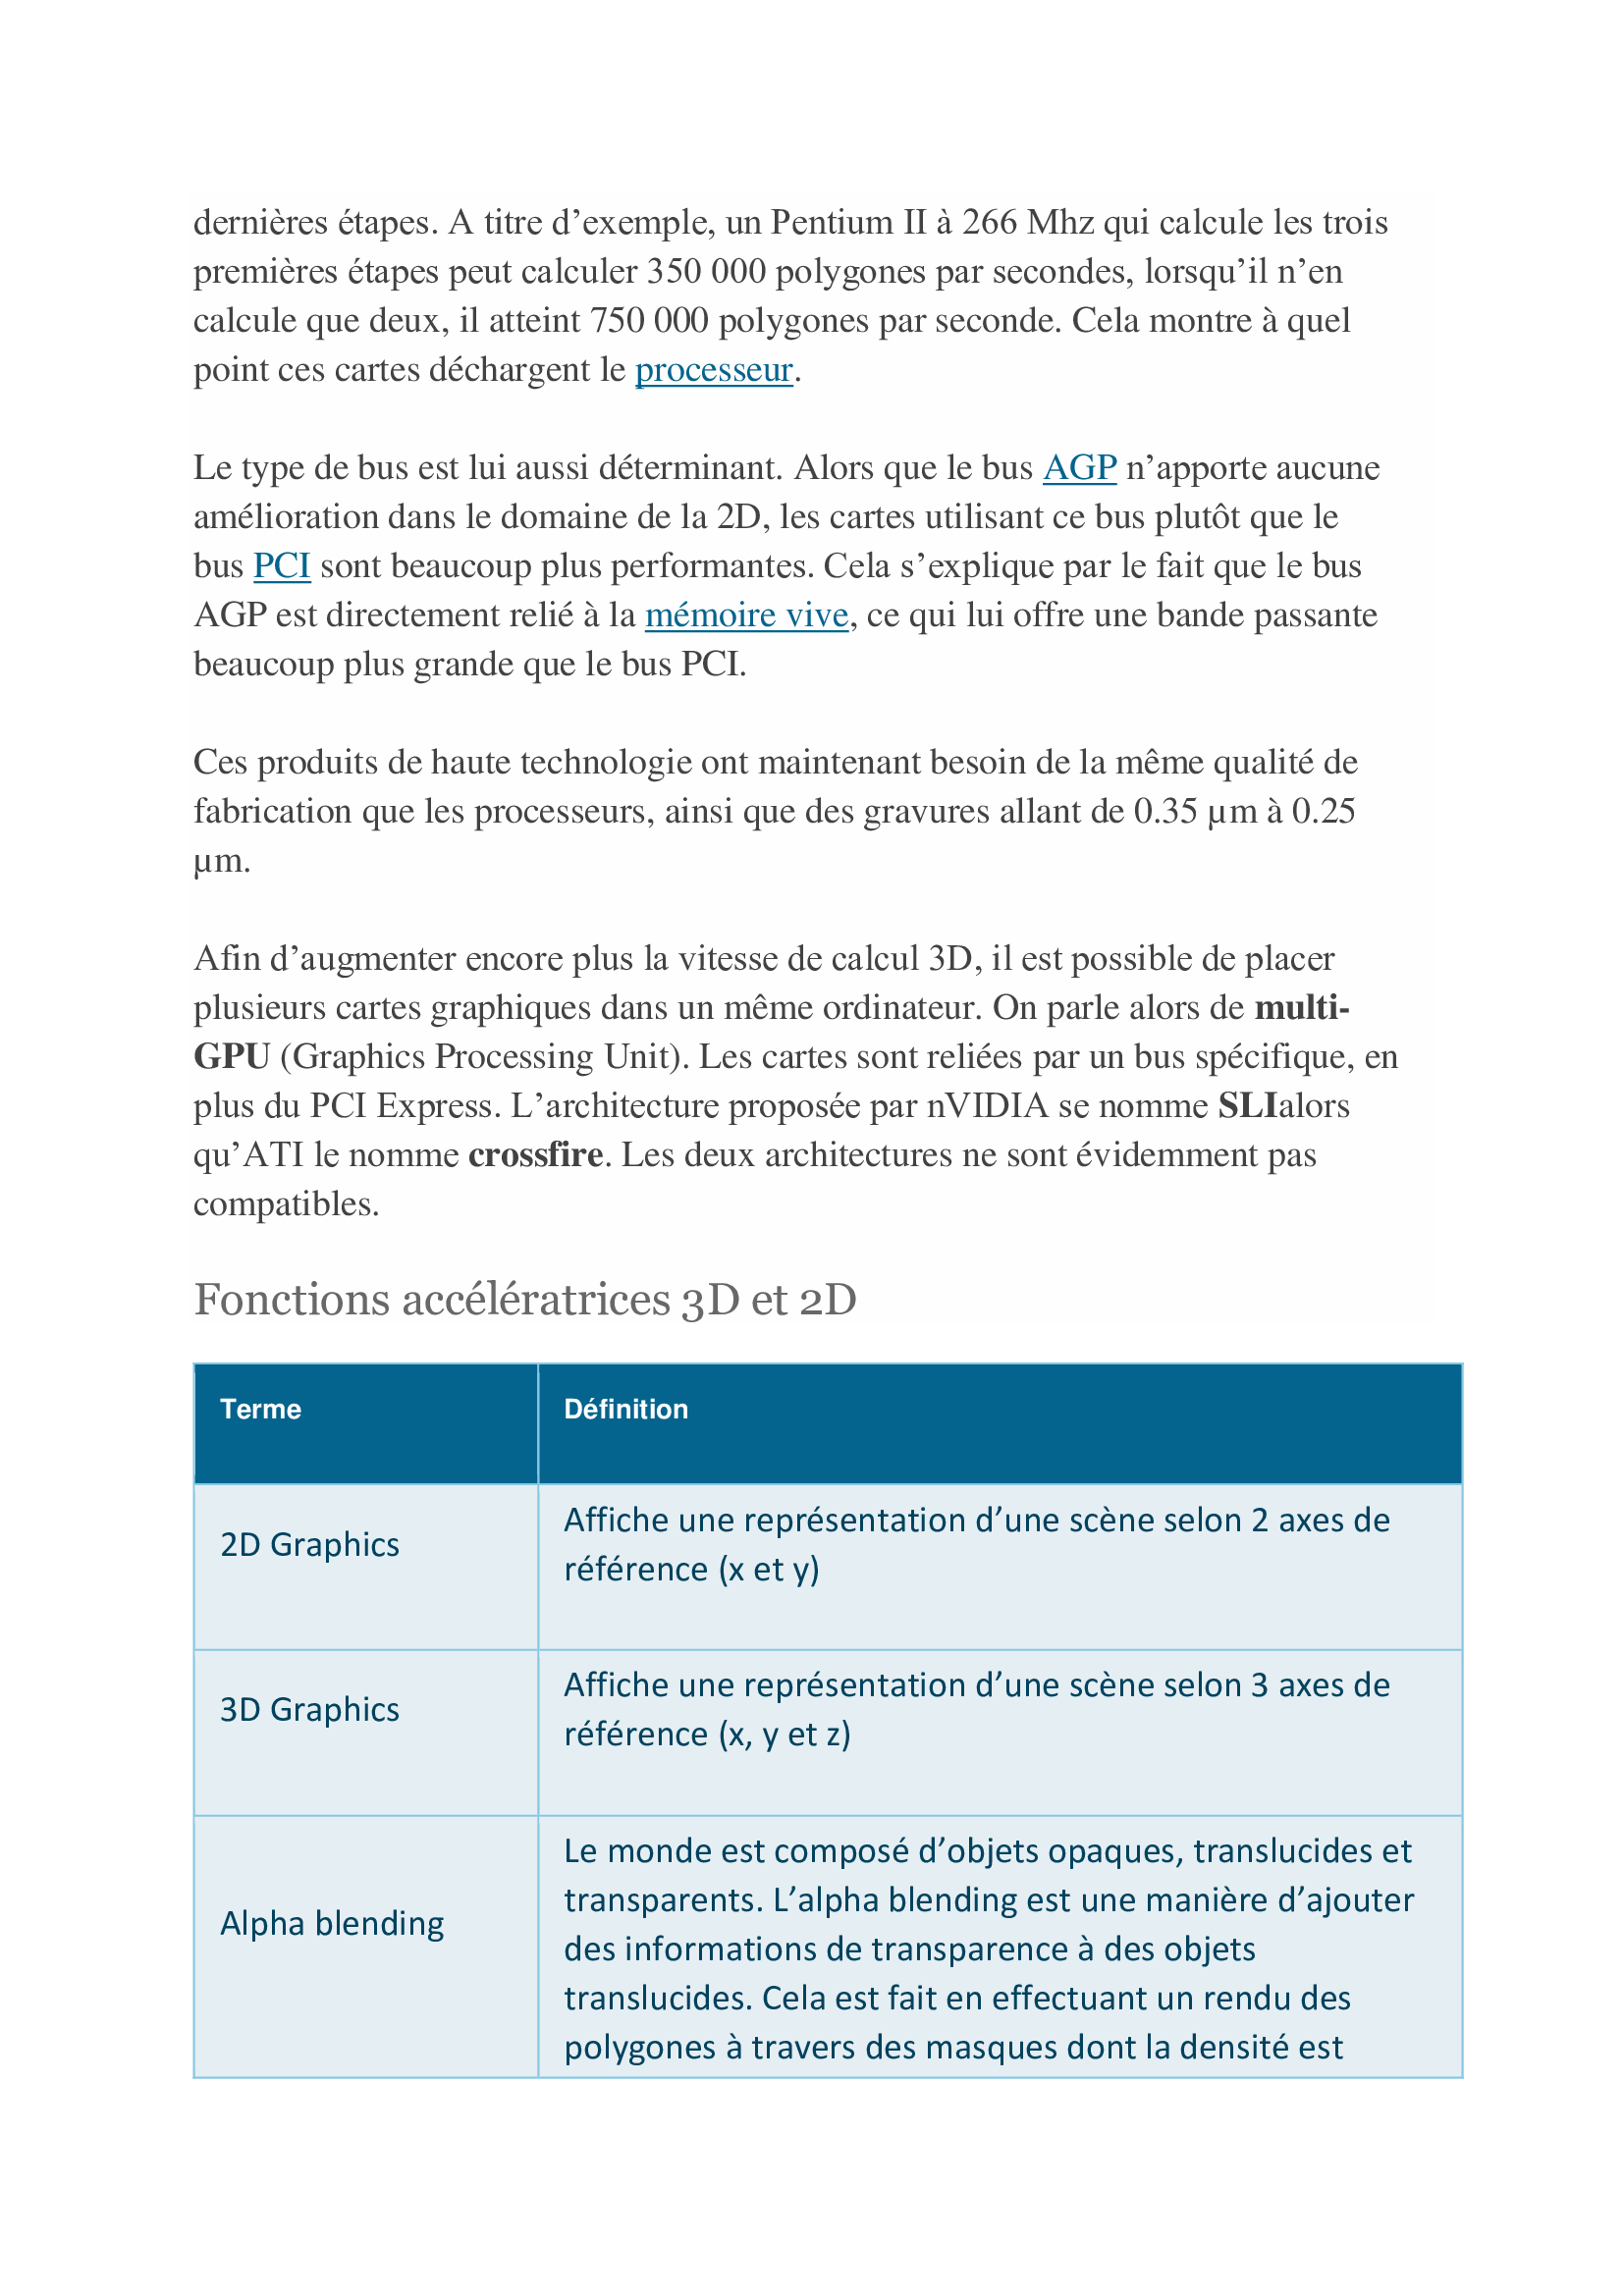 dernières étapes. A titre d’exemple, un Pentium II à 266 Mhz qui calcule les trois
premières étapes peut calculer 350 000 polygones par secondes, lorsqu’il n’en
calcule que deux, il atteint 750 000 polygones par seconde. Cela montre à quel
point ces cartes déchargent le processeur.
Le type de bus est lui aussi déterminant. Alors que le bus AGP n’apporte aucune
amélioration dans le domaine de la 2D, les cartes utilisant ce bus plutôt que le
bus PCI sont beaucoup plus performantes. Cela s’explique par le fait que le bus
AGP est directement relié à la mémoire vive, ce qui lui offre une bande passante
beaucoup plus grande que le bus PCI.
Ces produits de haute technologie ont maintenant besoin de la même qualité de
fabrication que les processeurs, ainsi que des gravures allant de 0.35 µm à 0.25
µm.
Afin d’augmenter encore plus la vitesse de calcul 3D, il est possible de placer
plusieurs cartes graphiques dans un même ordinateur. On parle alors de multi-
GPU (Graphics Processing Unit). Les cartes sont reliées par un bus spécifique, en
plus du PCI Express. L’architecture proposée par nVIDIA se nomme SLIalors
qu’ATI le nomme crossfire. Les deux architectures ne sont évidemment pas
compatibles.
Fonctions accélératrices 3D et 2D
Terme
Définition
2D Graphics
Affiche une représentation d’une scène selon 2 axes de
référence (x et y)
3D Graphics
Affiche une représentation d’une scène selon 3 axes de
référence (x, y et z)
Alpha blending
Le monde est composé d’objets opaques, translucides et
transparents. L’alpha blending est une manière d’ajouter
des informations de transparence à des objets
translucides. Cela est fait en effectuant un rendu des
polygones à travers des masques dont la densité est